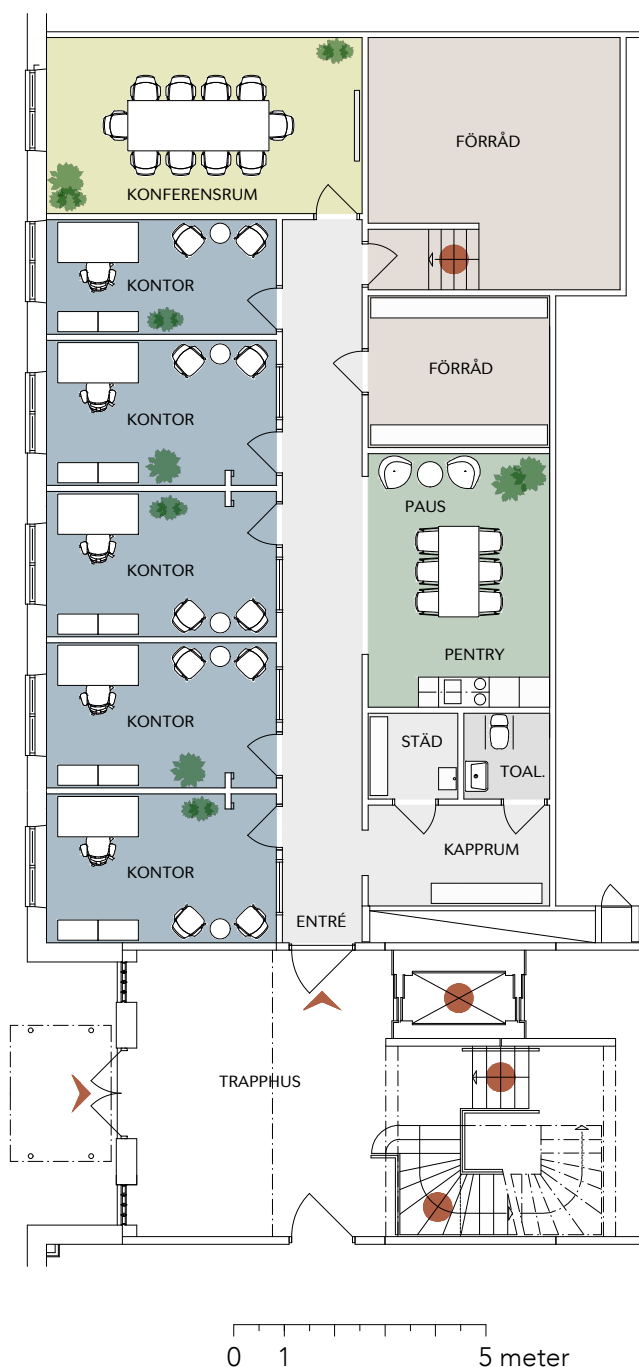 FÖRRÅD
KONFERENSRUM
KONTOR
FÖRRÅD
KONTOR
PAUS
KONTOR
PENTRY
KONTOR
STÄD
TOAL.
KAPPRUM
KONTOR
ENTRÉ
TRAPPHUS
0 1 5 meter